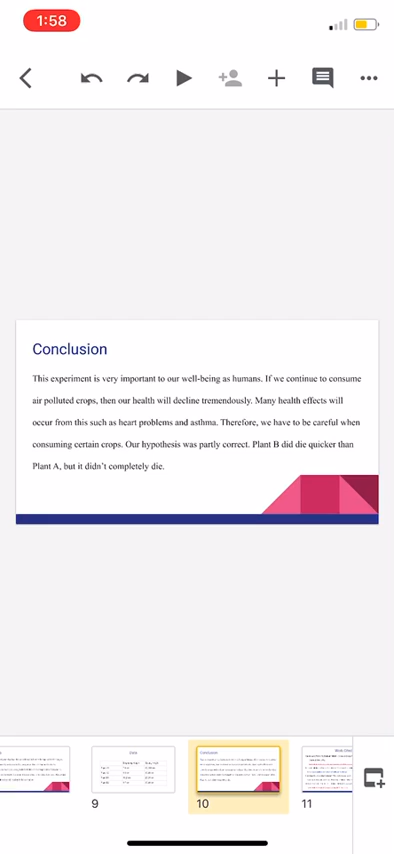 1:58
Conclusion
This experiment is very important to our well-being as humans. If we continue to consume
air polluted crops, then our health will decline tremendously. Many health effects will
occur from this such as heart problems and asthma. Therefore, we have to be careful when
consuming certain crops. Our hypothesis was partly correct. Plant B did die quicker than
Plant A, but it didn’t completely die.
Conclusion
9
10
11